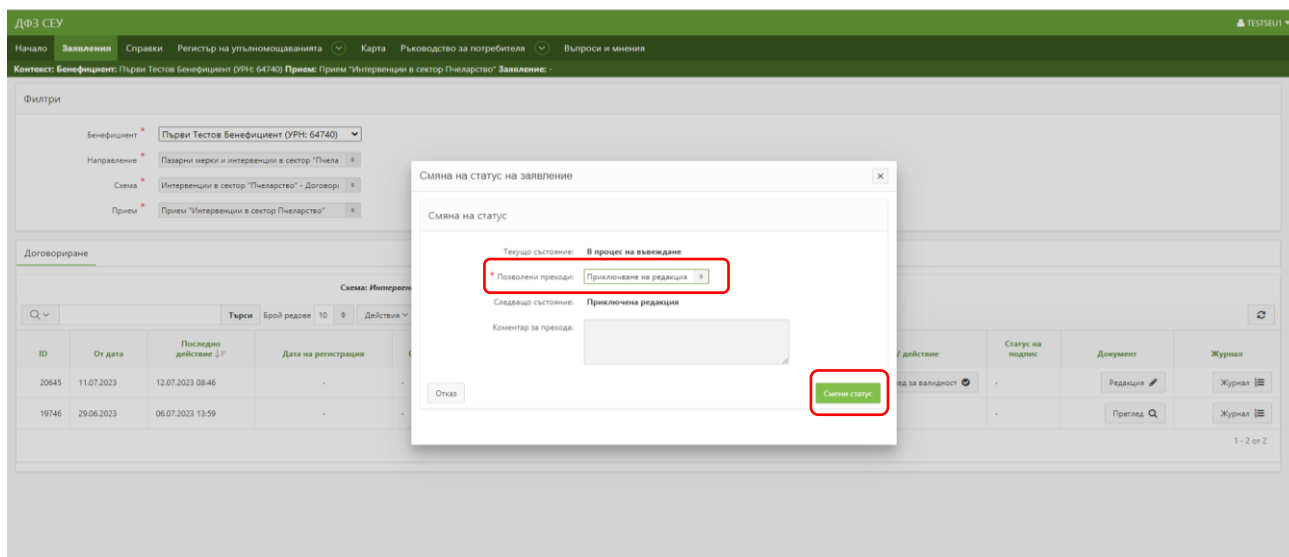 ДФЗ СЕУ
TESTSEU1
Начало Заявления Справки Регистър на упълномощаванията Карта Ръководство за потребителя Въпроси и мнения
Контекст: Бенефициент: Първи Тестов Бенефициент (УРН: 64740) Прием: Прием "Интервенции в сектор Пчеларство" Заявление: -
Филтри
Бенефициент * Първи Тестов Бенефициент (УРН: 64740)
Направление * Пазарни мерки и интервенции в сектор "Пчела
Схема * Интервенции в сектор "Пчеларство" - Договори
Прием * Прием "Интервенции в сектор Пчеларство"
Смяна на статус на заявление
Смяна на статус
Текущо състояние: В процес на въвеждане
* Позволени преходи: Приключване на редакция
Следващо състояние: Приключена редакция
Коментар за прехода:
Отказ Смени статус
Договориране
Схема: Интервен
Търси Брой редове 10 Действия
ID От дата Последно действие Дата на регистрация / действие Статус на подпис Документ Журнал
20645 11.07.2023 12.07.2023 08:46 - - ед за валидност - Редакция Журнал
19746 29.06.2023 06.07.2023 13:59 - - - Преглед Журнал
1 - 2 от 2